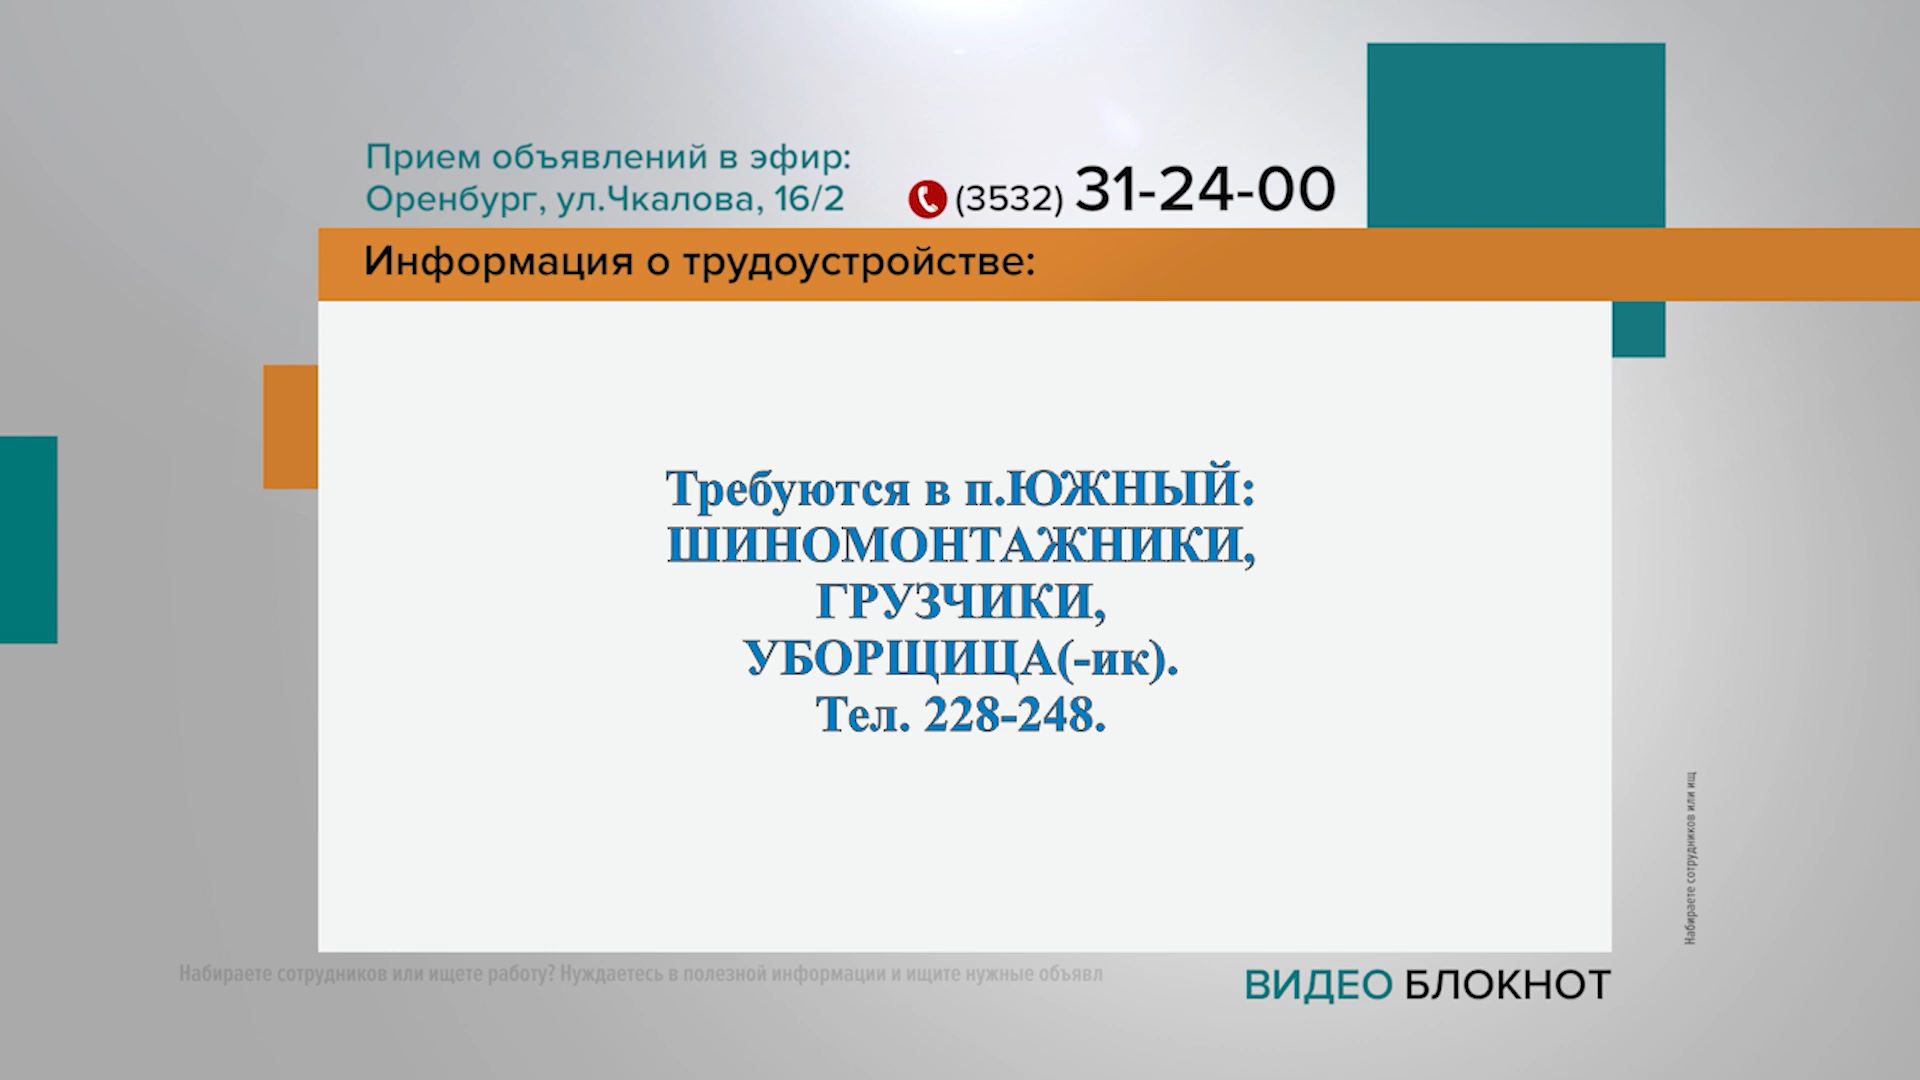 Прием объявлений в эфир:
Оренбург, ул.Чкалова, 16/2
(3532) 31-24-00
Информация о трудоустройстве:
Требуются в п.ЮЖНЫЙ:
ШИНОМОНТАЖНИКИ,
ГРУЗЧИКИ,
УБОРЩИЦА(-ик).
Тел. 228-248.
Набираете сотрудников или ищ
Набираете сотрудников или ищете работу? Нуждаетесь в полезной информации и ищите нужные объявл
ВИДЕО БЛОКНОТ